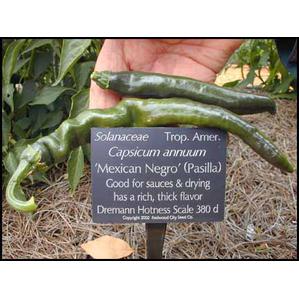 Solanaceae Trop. Amer.
Capsicum annuum
'Mexican Negro' (Pasilla)
Good for sauces & drying
has a rich, thick flavor
Dremann Hotness Scale 380 d
Copyright © 2002 Redwood City Seed Co.